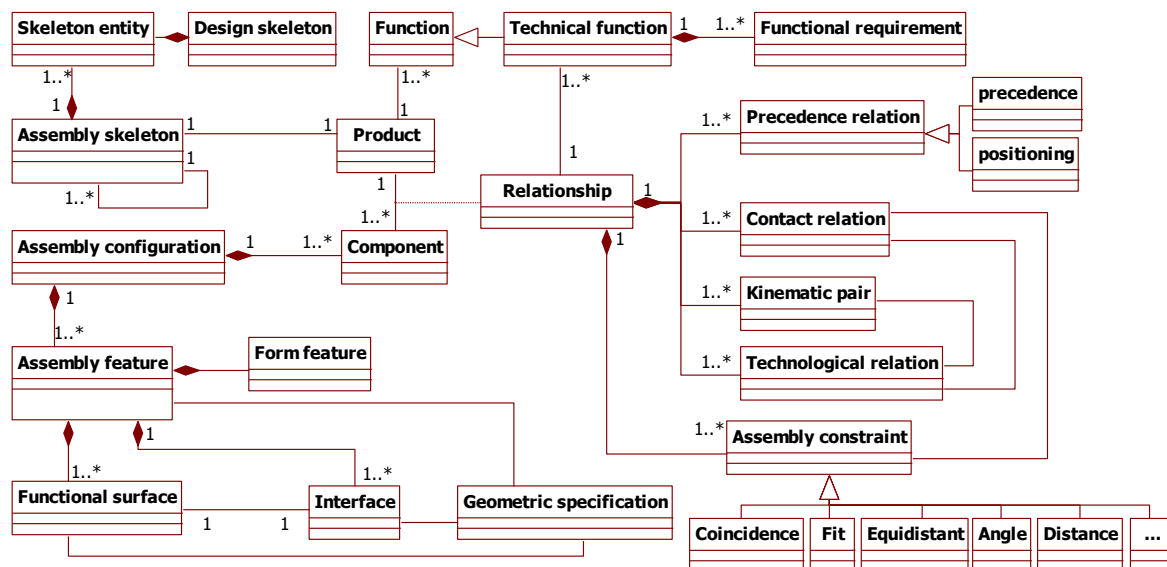 Skeleton entity
Design skeleton
Function
Technical function
1
1..*
Functional requirement
1..*
1
1..*
1
1..*
Assembly skeleton
1
1
Product
1
1..*
1
1..*
Component
Relationship
1
1
1
1..*
Precedence relation
precedence
positioning
1..*
Contact relation
1..*
Kinematic pair
1..*
Technological relation
Assembly configuration
1
1..*
1
1..*
Assembly feature
Form feature
1
1..*
1..*
Functional surface
1
1
Interface
Geometric specification
1..*
Assembly constraint
Coincidence
Fit
Equidistant
Angle
Distance
...